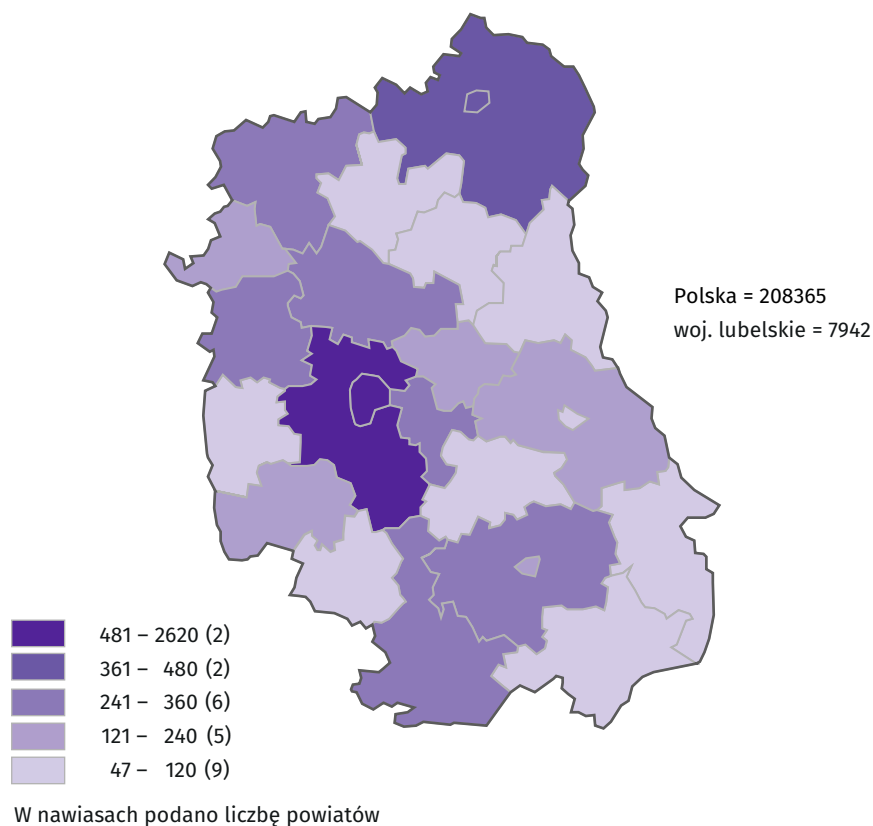 Polska = 208365
woj. lubelskie = 7942
481 – 2620 (2)
361 – 480 (2)
241 – 360 (6)
121 – 240 (5)
47 – 120 (9)
W nawiasach podano liczbę powiatów